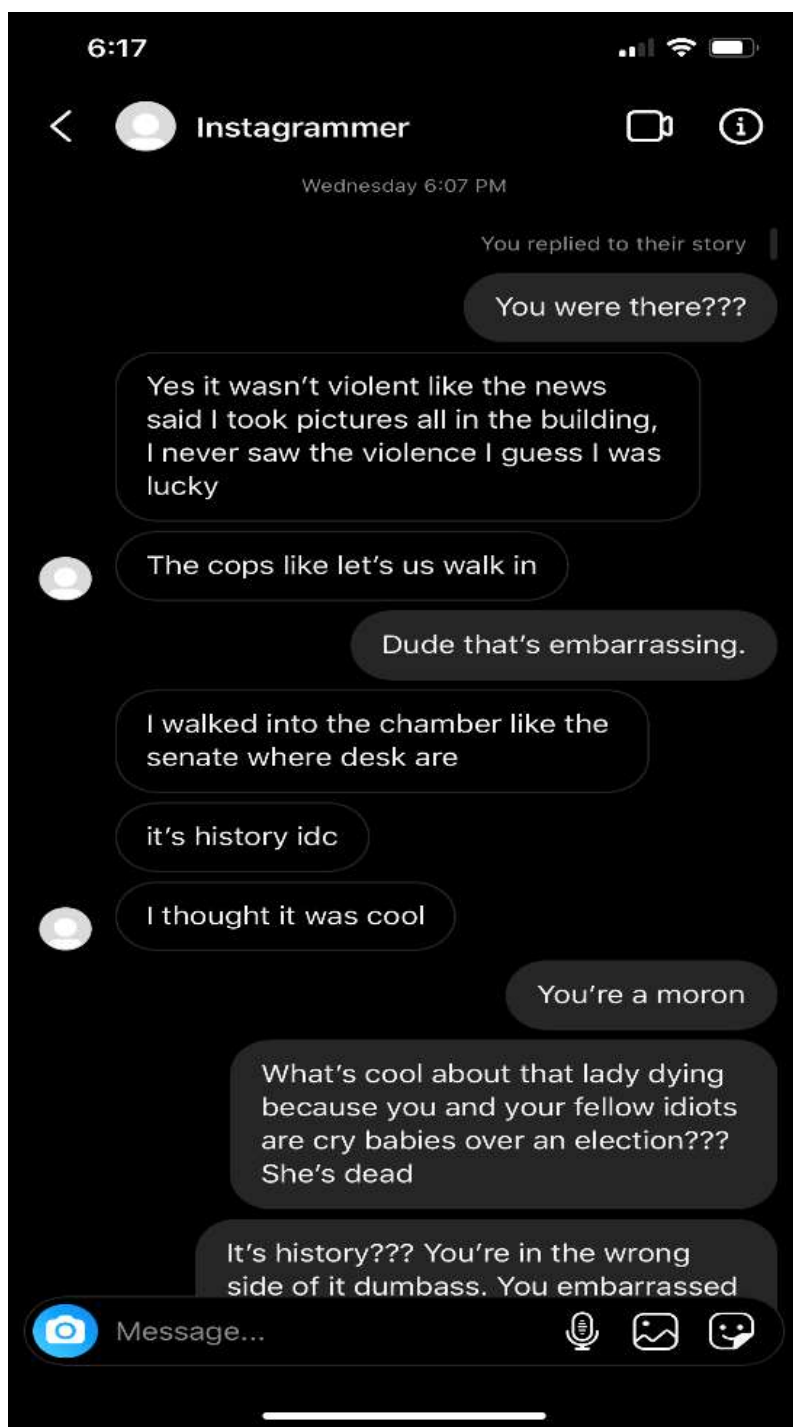 6:17
Instagrammer
Wednesday 6:07 PM
You replied to their story
You were there???
Yes it wasn't violent like the news
said I took pictures all in the building,
I never saw the violence I guess I was
lucky
The cops like let's us walk in
Dude that's embarrassing.
I walked into the chamber like the
senate where desk are
it's history idc
I thought it was cool
You're a moron
What's cool about that lady dying
because you and your fellow idiots
are cry babies over an election???
She's dead
It's history??? You're in the wrong
side of it dumbass. You embarrassed
Message...